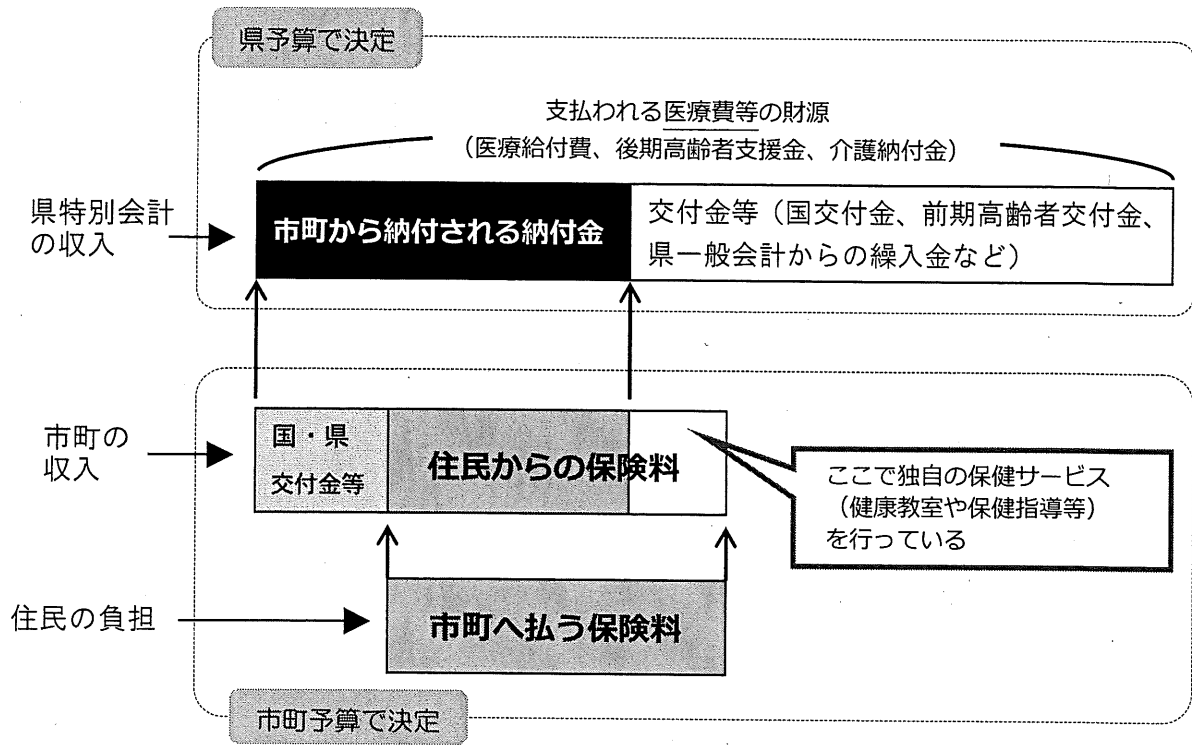 県予算で決定
支払われる医療費等の財源
（医療給付費、後期高齢者支援金、介護納付金）
県特別会計
の収入
市町から納付される納付金
交付金等（国交付金、前期高齢者交付金、
県一般会計からの繰入金など）
市町の
収入
国・県
交付金等
住民からの保険料
ここで独自の保健サービス
（健康教室や保健指導等）
を行っている
住民の負担
市町へ払う保険料
市町予算で決定